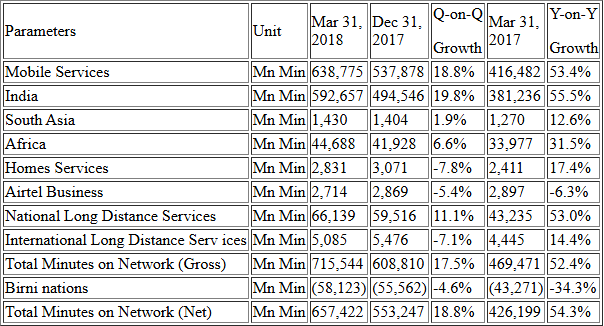 Parameters Unit Mar 31, 2018 Dec 31, 2017 Q-on-Q Growth Mar 31, 2017 Y-on-Y Growth
Mobile Services Mn Min 638,775 537,878 18.8% 416,482 53.4%
India Mn Min 592,657 494,546 19.8% 381,236 55.5%
South Asia Mn Min 1,430 1,404 1.9% 1,270 12.6%
Africa Mn Min 44,688 41,928 6.6% 33,977 31.5%
Homes Services Mn Min 2,831 3,071 -7.8% 2,411 17.4%
Airtel Business Mn Min 2,714 2,869 -5.4% 2,897 -6.3%
National Long Distance Services Mn Min 66,139 59,516 11.1% 43,235 53.0%
International Long Distance Serv ices Mn Min 5,085 5,476 -7.1% 4,445 14.4%
Total Minutes on Network (Gross) Mn Min 715,544 608,810 17.5% 469,471 52.4%
Birni nations Mn Min (58,123) (55,562) -4.6% (43,271) -34.3%
Total Minutes on Network (Net) Mn Min 657,422 553,247 18.8% 426,199 54.3%